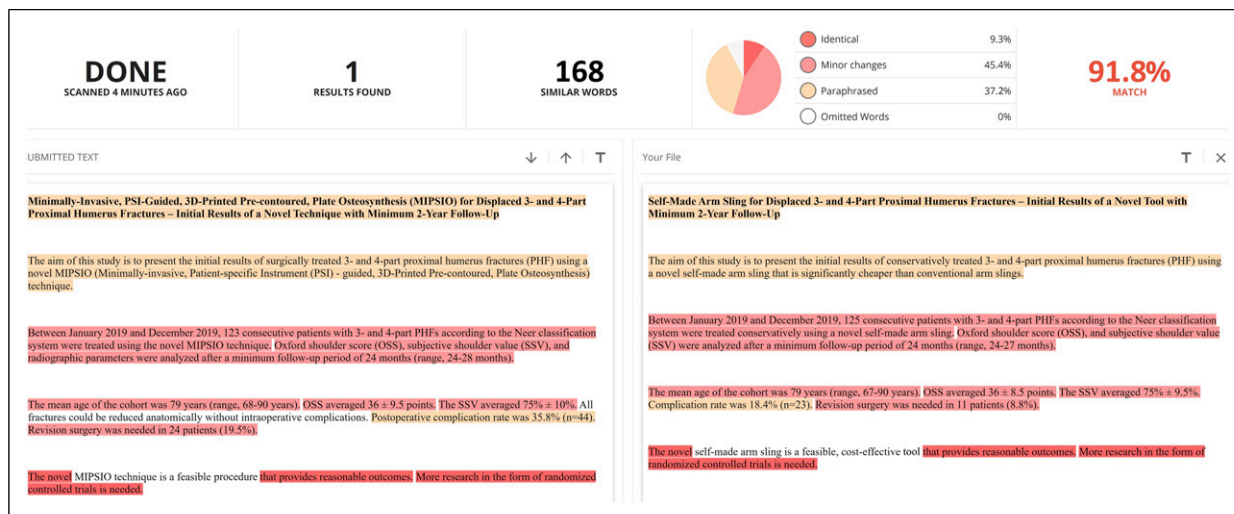 DONE
SCANNED 4 MINUTES AGO
1
RESULTS FOUND
168
SIMILAR WORDS
Identical 9.3%
Minor changes 45.4%
Paraphrased 37.2%
Omitted Words 0%
91.8%
MATCH
UBMITTED TEXT
Minimally-Invasive, PSI-Guided, 3D-Printed Pre-contoured, Plate Osteosynthesis (MIPSIO) for Displaced 3- and 4-Part
Proximal Humerus Fractures – Initial Results of a Novel Technique with Minimum 2-Year Follow-Up
The aim of this study is to present the initial results of surgically treated 3- and 4-part proximal humerus fractures (PHF) using a
novel MIPSIO (Minimally-invasive, Patient-specific Instrument (PSI) - guided, 3D-Printed Pre-contoured, Plate Osteosynthesis)
technique.
Between January 2019 and December 2019, 123 consecutive patients with 3- and 4-part PHFs according to the Neer classification
system were treated using the novel MIPSIO technique. Oxford shoulder score (OSS), subjective shoulder value (SSV), and
radiographic parameters were analyzed after a minimum follow-up period of 24 months (range, 24-28 months).
The mean age of the cohort was 79 years (range, 68-90 years). OSS averaged 36 ± 9.5 points. The SSV averaged 75% ± 10%. All
fractures could be reduced anatomically without intraoperative complications. Postoperative complication rate was 35.8% (n=44).
Revision surgery was needed in 24 patients (19.5%).
The novel MIPSIO technique is a feasible procedure that provides reasonable outcomes. More research in the form of randomized
controlled trials is needed.
Your File
Self-Made Arm Sling for Displaced 3- and 4-Part Proximal Humerus Fractures – Initial Results of a Novel Tool with
Minimum 2-Year Follow-Up
The aim of this study is to present the initial results of conservatively treated 3- and 4-part proximal humerus fractures (PHF) using
a novel self-made arm sling that is significantly cheaper than conventional arm slings.
Between January 2019 and December 2019, 125 consecutive patients with 3- and 4-part PHFs according to the Neer classification
system were treated conservatively using a novel self-made arm sling. Oxford shoulder score (OSS), and subjective shoulder value
(SSV) were analyzed after a minimum follow-up period of 24 months (range, 24-27 months).
The mean age of the cohort was 79 years (range, 67-90 years). OSS averaged 36 ± 8.5 points. The SSV averaged 75% ± 9.5%.
Complication rate was 18.4% (n=23). Revision surgery was needed in 11 patients (8.8%).
The novel self-made arm sling is a feasible, cost-effective tool that provides reasonable outcomes. More research in the form of
randomized controlled trials is needed.